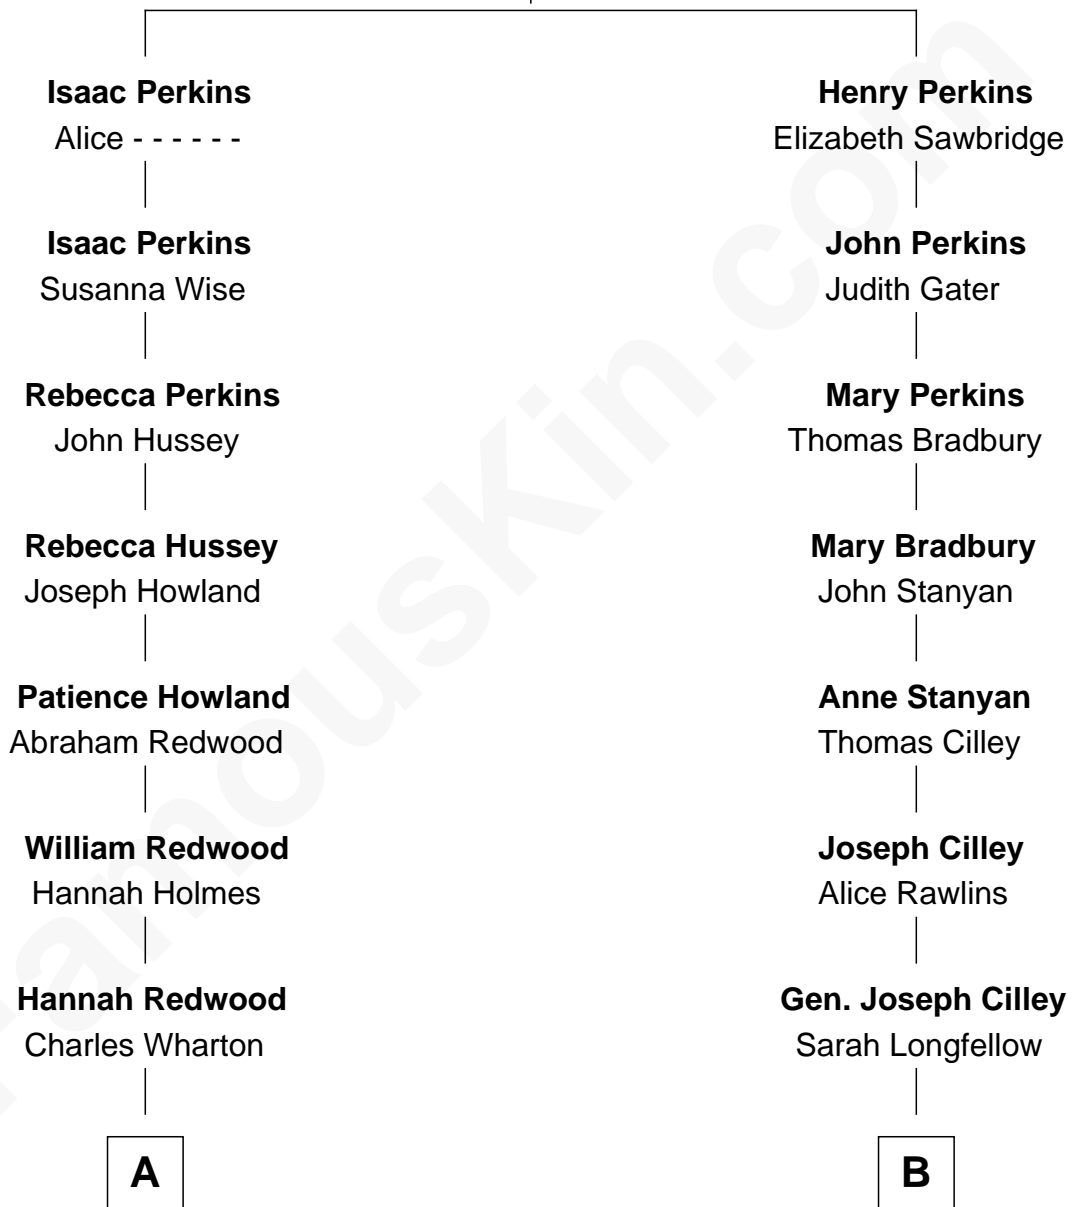 Isaac Perkins
Alice - - - - - -
Henry Perkins
Elizabeth Sawbridge
Isaac Perkins
Susanna Wise
John Perkins
Judith Gater
Rebecca Perkins
John Hussey
Mary Perkins
Thomas Bradbury
Rebecca Hussey
Joseph Howland
Mary Bradbury
John Stanyan
Patience Howland
Abraham Redwood
Anne Stanyan
Thomas Cilley
William Redwood
Hannah Holmes
Joseph Cilley
Alice Rawlins
Hannah Redwood
Charles Wharton
Gen. Joseph Cilley
Sarah Longfellow
A
B
FamousKin.com